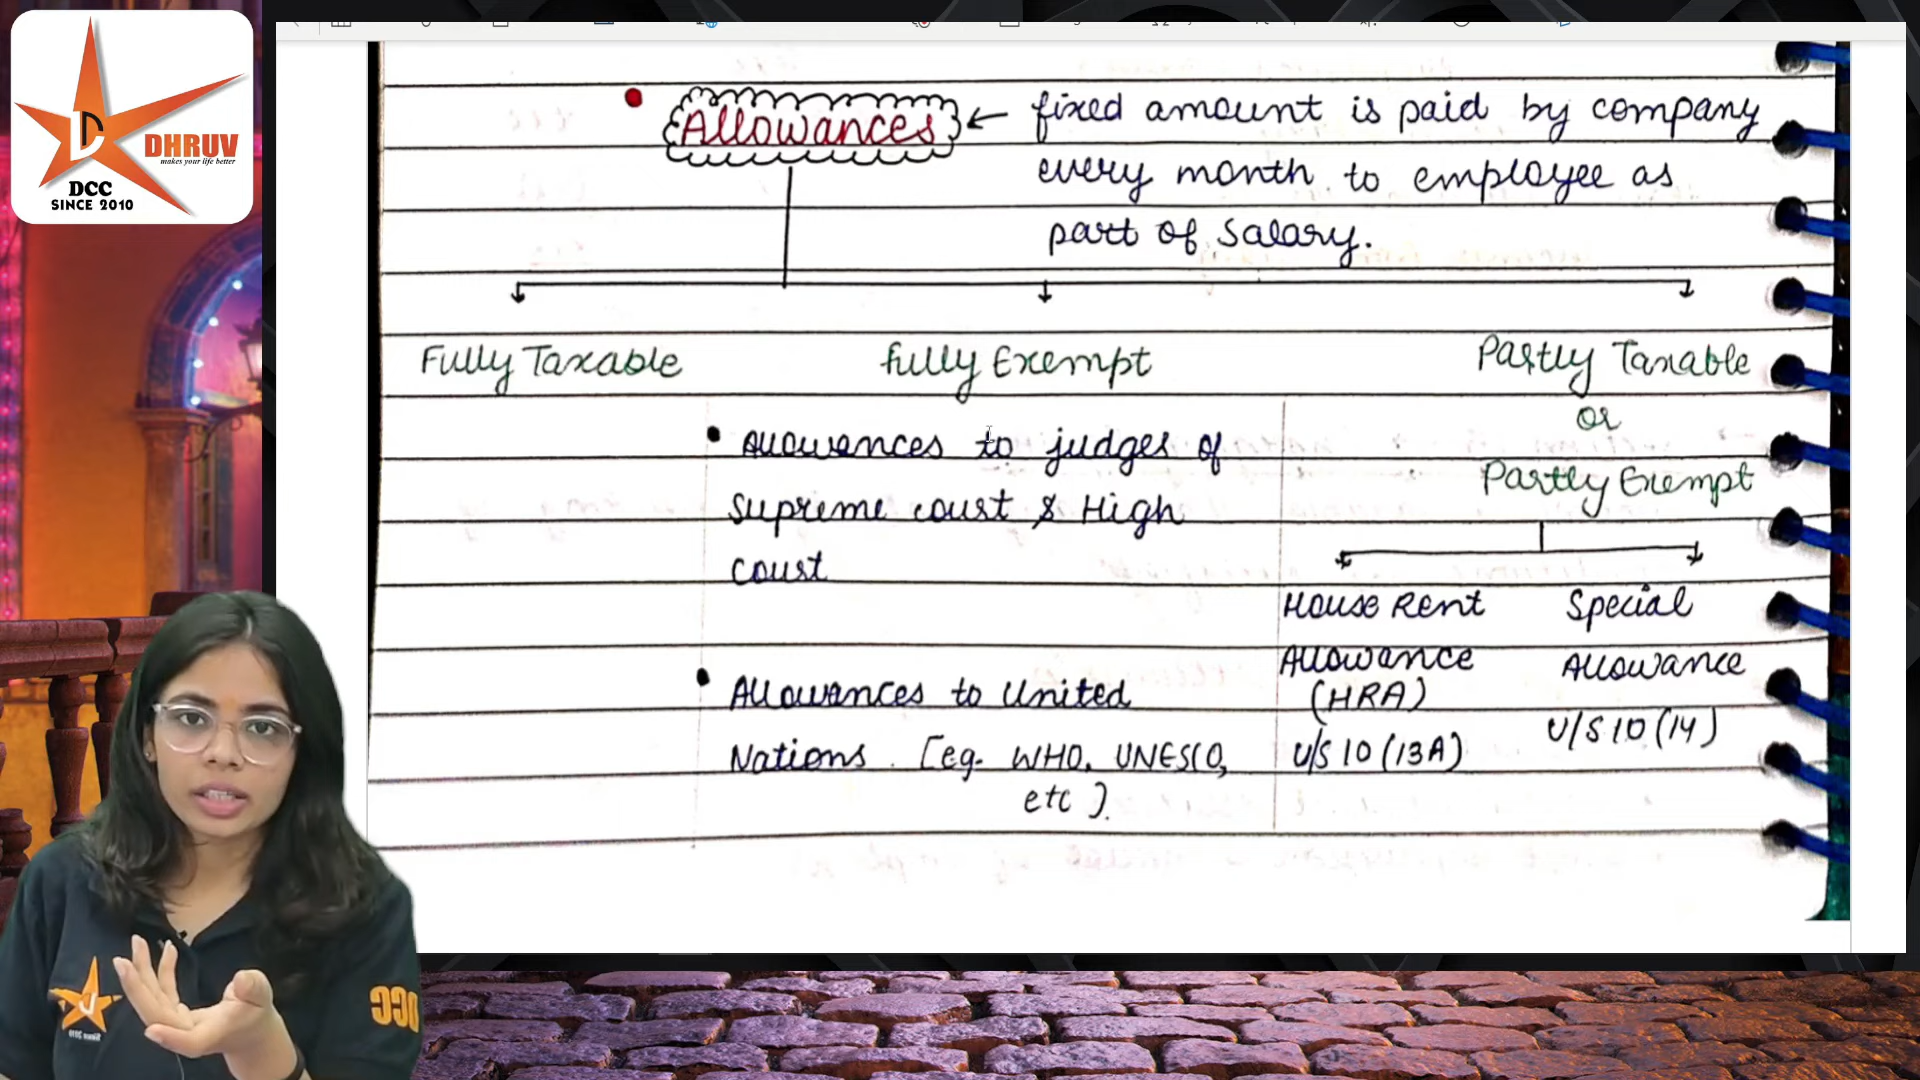 DHRUV
makes your life better
DCC
SINCE 2010
Allowances ← fixed amount is paid by company
every month to employee as
part of Salary.
Fully Taxable
fully Exempt
Partly Taxable
or
Partly Exempt
• Allowances to judges of
Supreme court & High
court
• Allowances to United
Nations. [eg. WHO, UNESCO,
etc].
House Rent
Allowance
(HRA)
U/S 10 (13A)
Special
Allowance
U/S 10 (14)
DCC